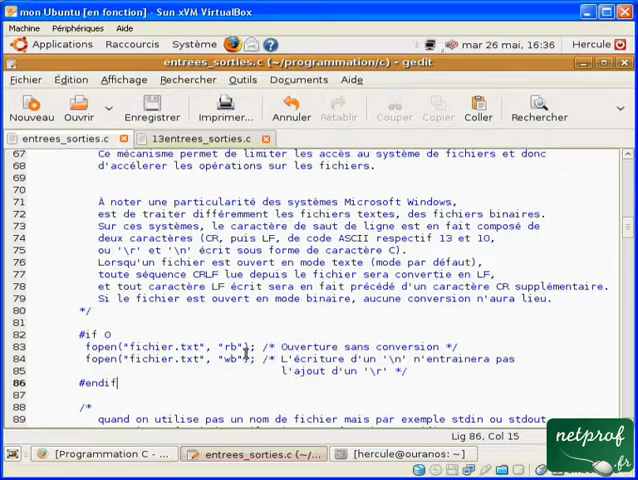 mon Ubuntu [en fonction] - Sun xVM VirtualBox
Machine Périphériques Aide
Applications Raccourcis Système mar 26 mai, 16:36 Hercule
entrees_sorties.c (~/programmation/c) - gedit
Fichier Édition Affichage Rechercher Outils Documents Aide
Nouveau Ouvrir Enregistrer Imprimer... Annuler Rétablir Couper Copier Coller Rechercher
entrees_sorties.c 13entrees_sorties.c
67 Ce mécanisme permet de limiter les accès au système de fichiers et donc
68 d'accélerer les opérations sur les fichiers.
69
70
71 À noter une particularité des systèmes Microsoft Windows,
72 est de traiter différemment les fichiers textes, des fichiers binaires.
73 Sur ces systèmes, le caractère de saut de ligne est en fait composé de
74 deux caractères (CR, puis LF, de code ASCII respectif 13 et 10,
75 ou '\r' et '\n' écrit sous forme de caractère C).
76 Lorsqu'un fichier est ouvert en mode texte (mode par défaut),
77 toute séquence CRLF lue depuis le fichier sera convertie en LF,
78 et tout caractère LF écrit sera en fait précédé d'un caractère CR supplémentaire.
79 Si le fichier est ouvert en mode binaire, aucune conversion n'aura lieu.
80 */
81
82 #if 0
83 fopen("fichier.txt", "rb"); /* Ouverture sans conversion */
84 fopen("fichier.txt", "wb"); /* L'écriture d'un '\n' n'entrainera pas
85 l'ajout d'un '\r' */
86 #endif
87
88 /*
89 quand on utilise pas un nom de fichier mais par exemple stdin ou stdout
Lig 86, Col 15
[Programmation C - ... entrees_sorties.c (~/... [hercule@ouranos: ~]
netprof
.fr